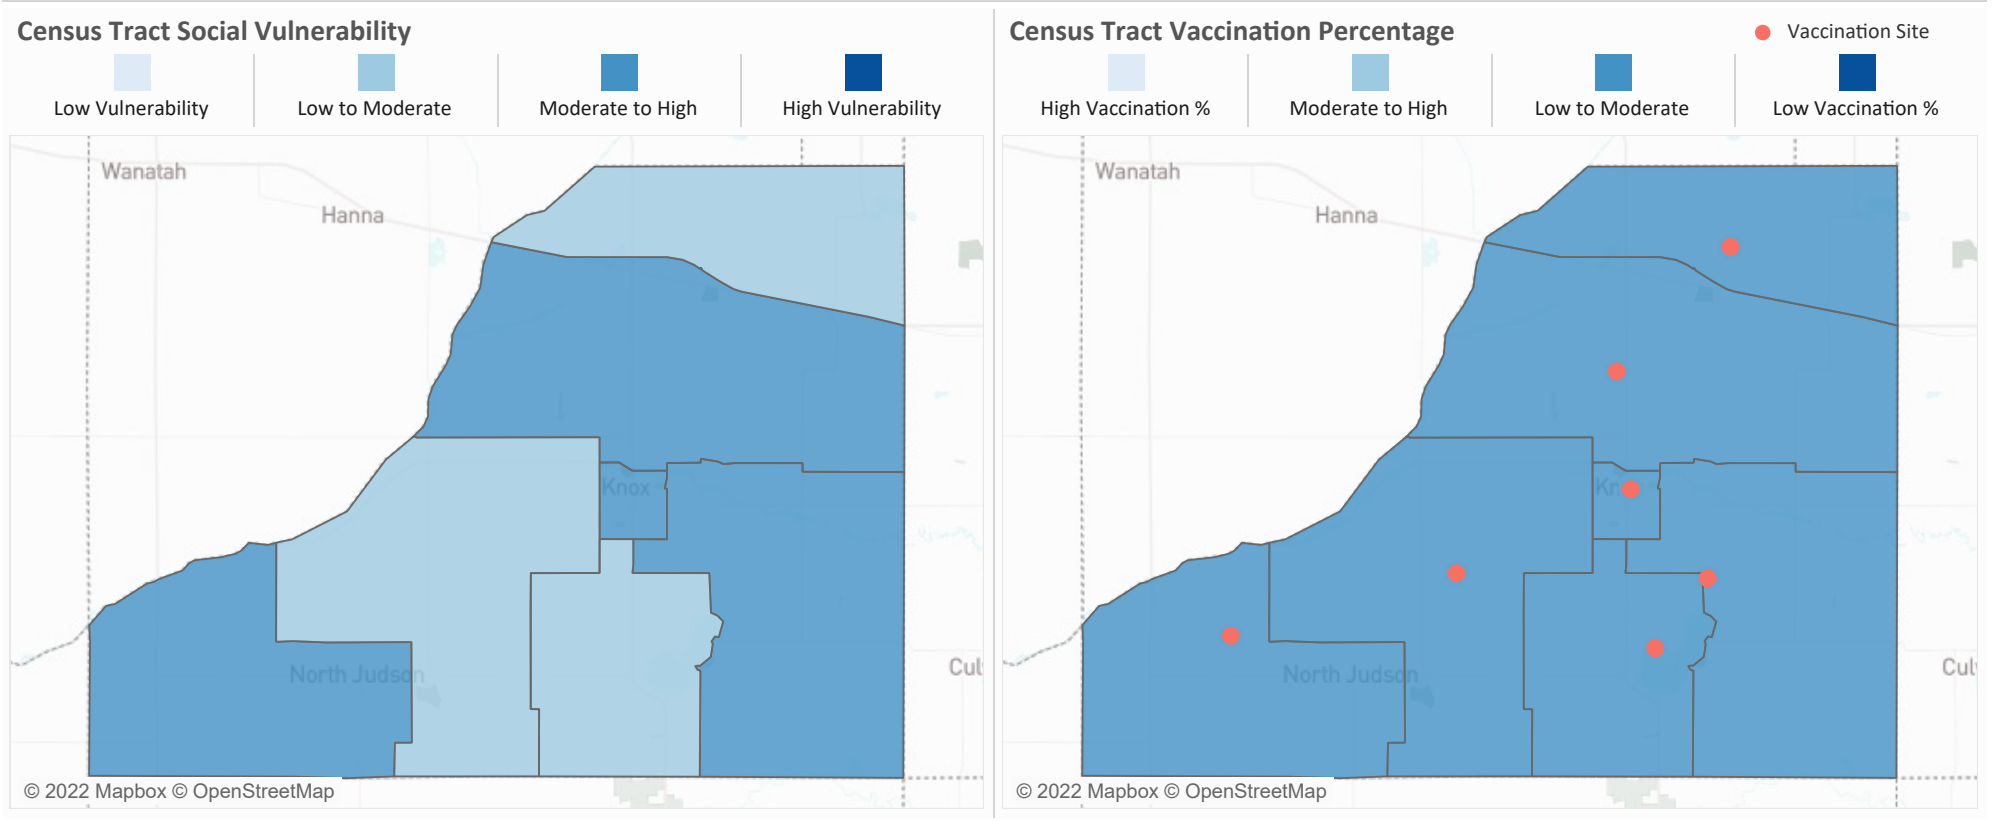 Census Tract Social Vulnerability
Low Vulnerability
Low to Moderate
Moderate to High
High Vulnerability
Wanatah
Hanna
Knox
North Judson
Cul
© 2022 Mapbox © OpenStreetMap
Census Tract Vaccination Percentage
Vaccination Site
High Vaccination %
Moderate to High
Low to Moderate
Low Vaccination %
Wanatah
Hanna
Kn
North Judson
Cul
© 2022 Mapbox © OpenStreetMap